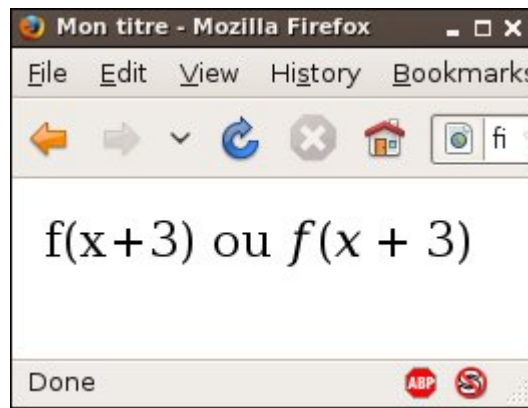 Mon titre - Mozilla Firefox
File Edit View History Bookmarks
fi
f(x+3) ou f(x + 3)
Done
ABP